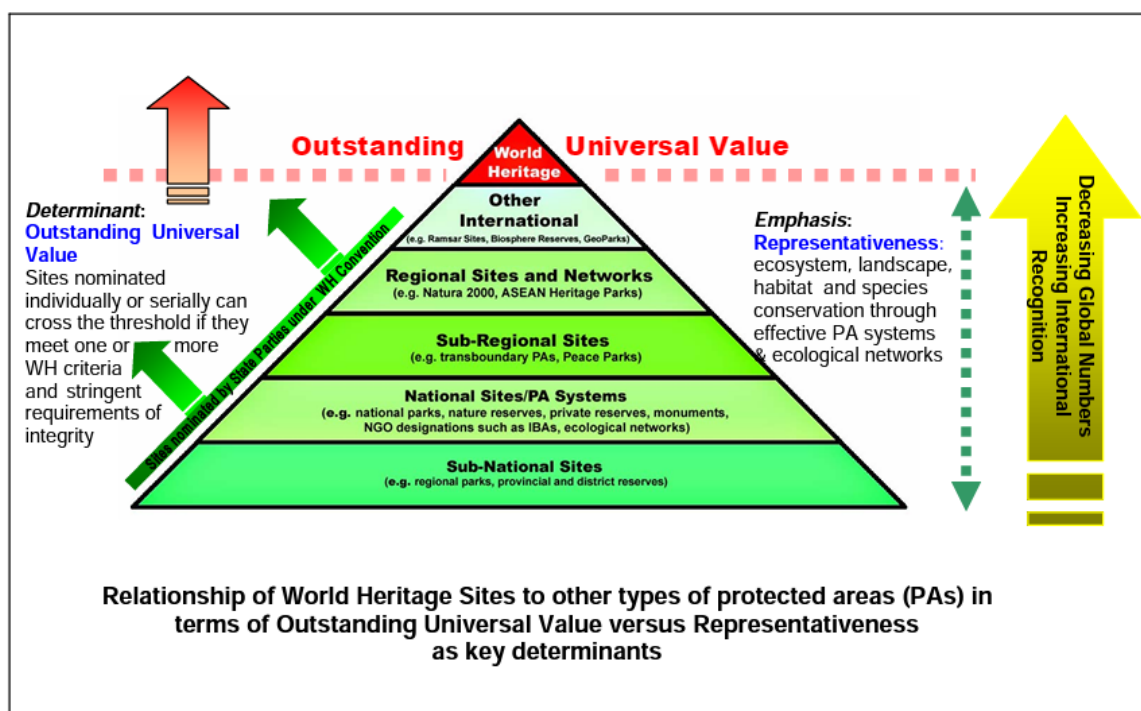 Outstanding Universal Value
World
Heritage
Other
International
(e.g. Ramsar Sites, Biosphere Reserves, GeoParks)
Regional Sites and Networks
(e.g. Natura 2000, ASEAN Heritage Parks)
Sub-Regional Sites
(e.g. transboundary PAs, Peace Parks)
National Sites/PA Systems
(e.g. national parks, nature reserves, private reserves, monuments,
NGO designations such as IBAs, ecological networks)
Sub-National Sites
(e.g. regional parks, provincial and district reserves)
Determinant:
Outstanding Universal
Value
Sites nominated
individually or serially can
cross the threshold if they
meet one or more
WH criteria
and stringent
requirements of
integrity
Sites nominated by State Parties under WH Convention
Emphasis:
Representativeness:
ecosystem, landscape,
habitat and species
conservation through
effective PA systems
& ecological networks
Decreasing Global Numbers
Increasing International
Recognition
Relationship of World Heritage Sites to other types of protected areas (PAs) in
terms of Outstanding Universal Value versus Representativeness
as key determinants